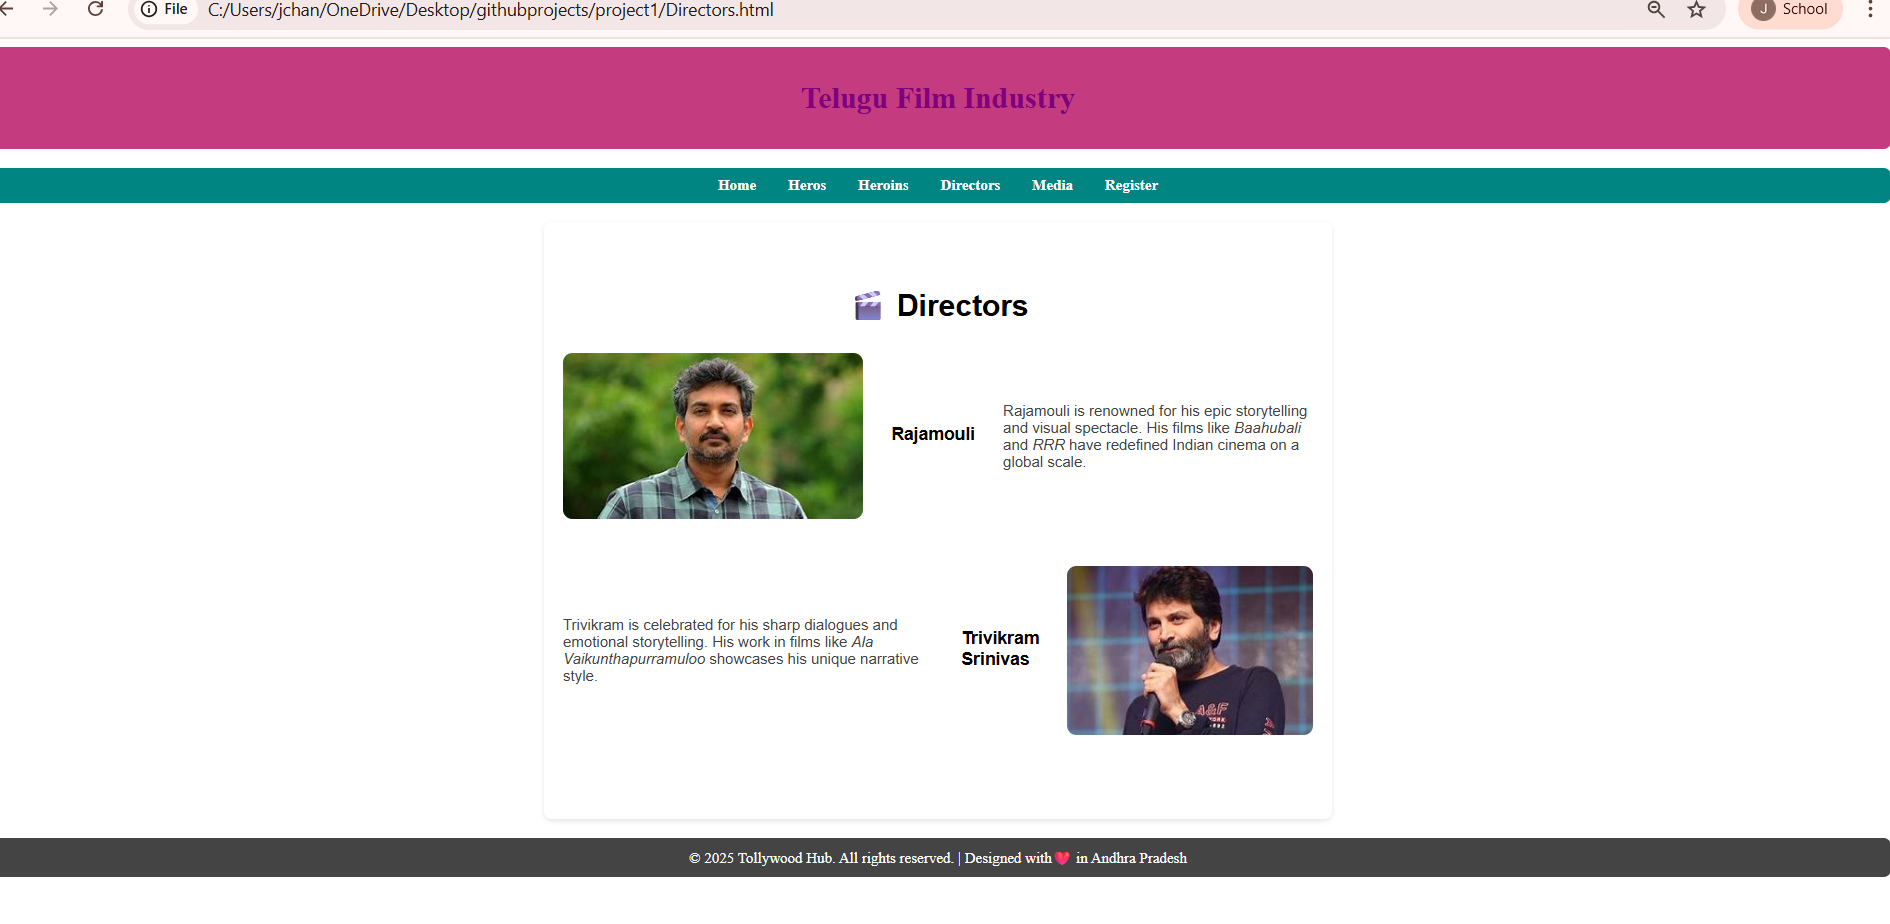 File C:/Users/jchan/OneDrive/Desktop/githubprojects/project1/Directors.html
J School
Telugu Film Industry
Home Heros Heroins Directors Media Register
🎬 Directors
Rajamouli
Rajamouli is renowned for his epic storytelling
and visual spectacle. His films like Baahubali
and RRR have redefined Indian cinema on a
global scale.
Trivikram is celebrated for his sharp dialogues and
emotional storytelling. His work in films like Ala
Vaikunthapurramuloo showcases his unique narrative
style.
Trivikram
Srinivas
A&F
© 2025 Tollywood Hub. All rights reserved. | Designed with ❤️ in Andhra Pradesh